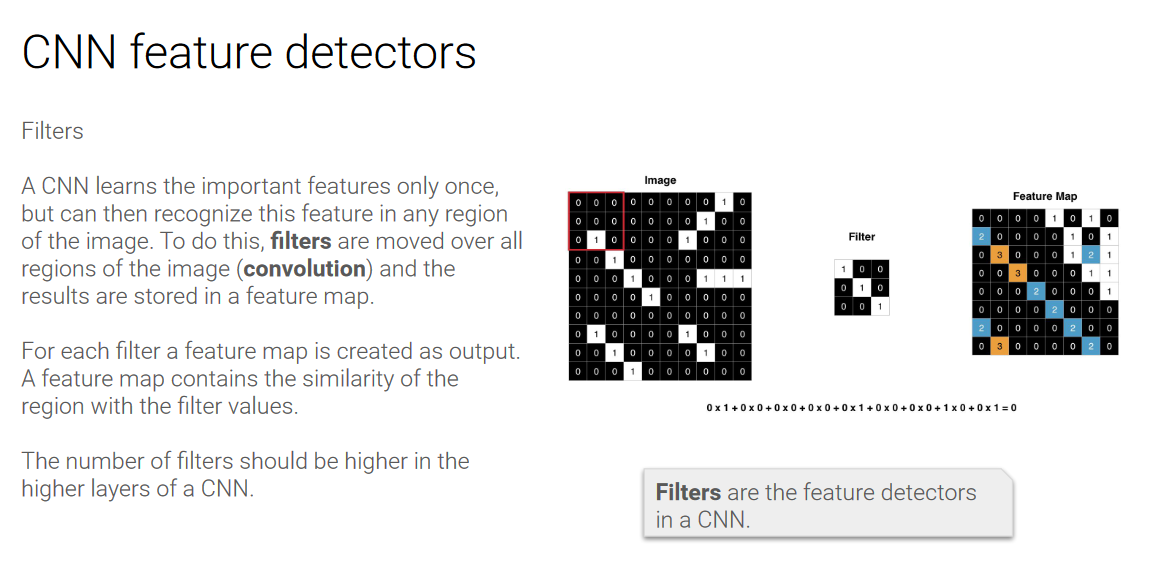 CNN feature detectors
Filters
A CNN learns the important features only once,
but can then recognize this feature in any region
of the image. To do this, filters are moved over all
regions of the image (convolution) and the
results are stored in a feature map.
For each filter a feature map is created as output.
A feature map contains the similarity of the
region with the filter values.
The number of filters should be higher in the
higher layers of a CNN.
Image
0 0 0 0 0 0 0 0 1 0
0 0 0 0 0 0 0 1 0 0
0 1 0 0 0 0 1 0 0 0
0 0 1 0 0 0 0 0 0 0
0 0 0 1 0 0 0 1 1 1
0 0 0 0 1 0 0 0 0 0
0 0 0 0 0 0 0 0 0 0
0 1 0 0 0 0 1 0 0 0
0 0 1 0 0 0 0 1 0 0
0 0 0 1 0 0 0 0 0 0
Filter
1 0 0
0 1 0
0 0 1
Feature Map
0 0 0 0 1 0 1 0
2 0 0 0 0 1 0 1
0 3 0 0 0 1 2 1
0 0 3 0 0 0 1 1
0 0 0 2 0 0 0 1
0 0 0 0 2 0 0 0
2 0 0 0 0 2 0 0
0 3 0 0 0 0 2 0
0 x 1 + 0 x 0 + 0 x 0 + 0 x 0 + 0 x 1 + 0 x 0 + 0 x 0 + 1 x 0 + 0 x 1 = 0
Filters are the feature detectors
in a CNN.